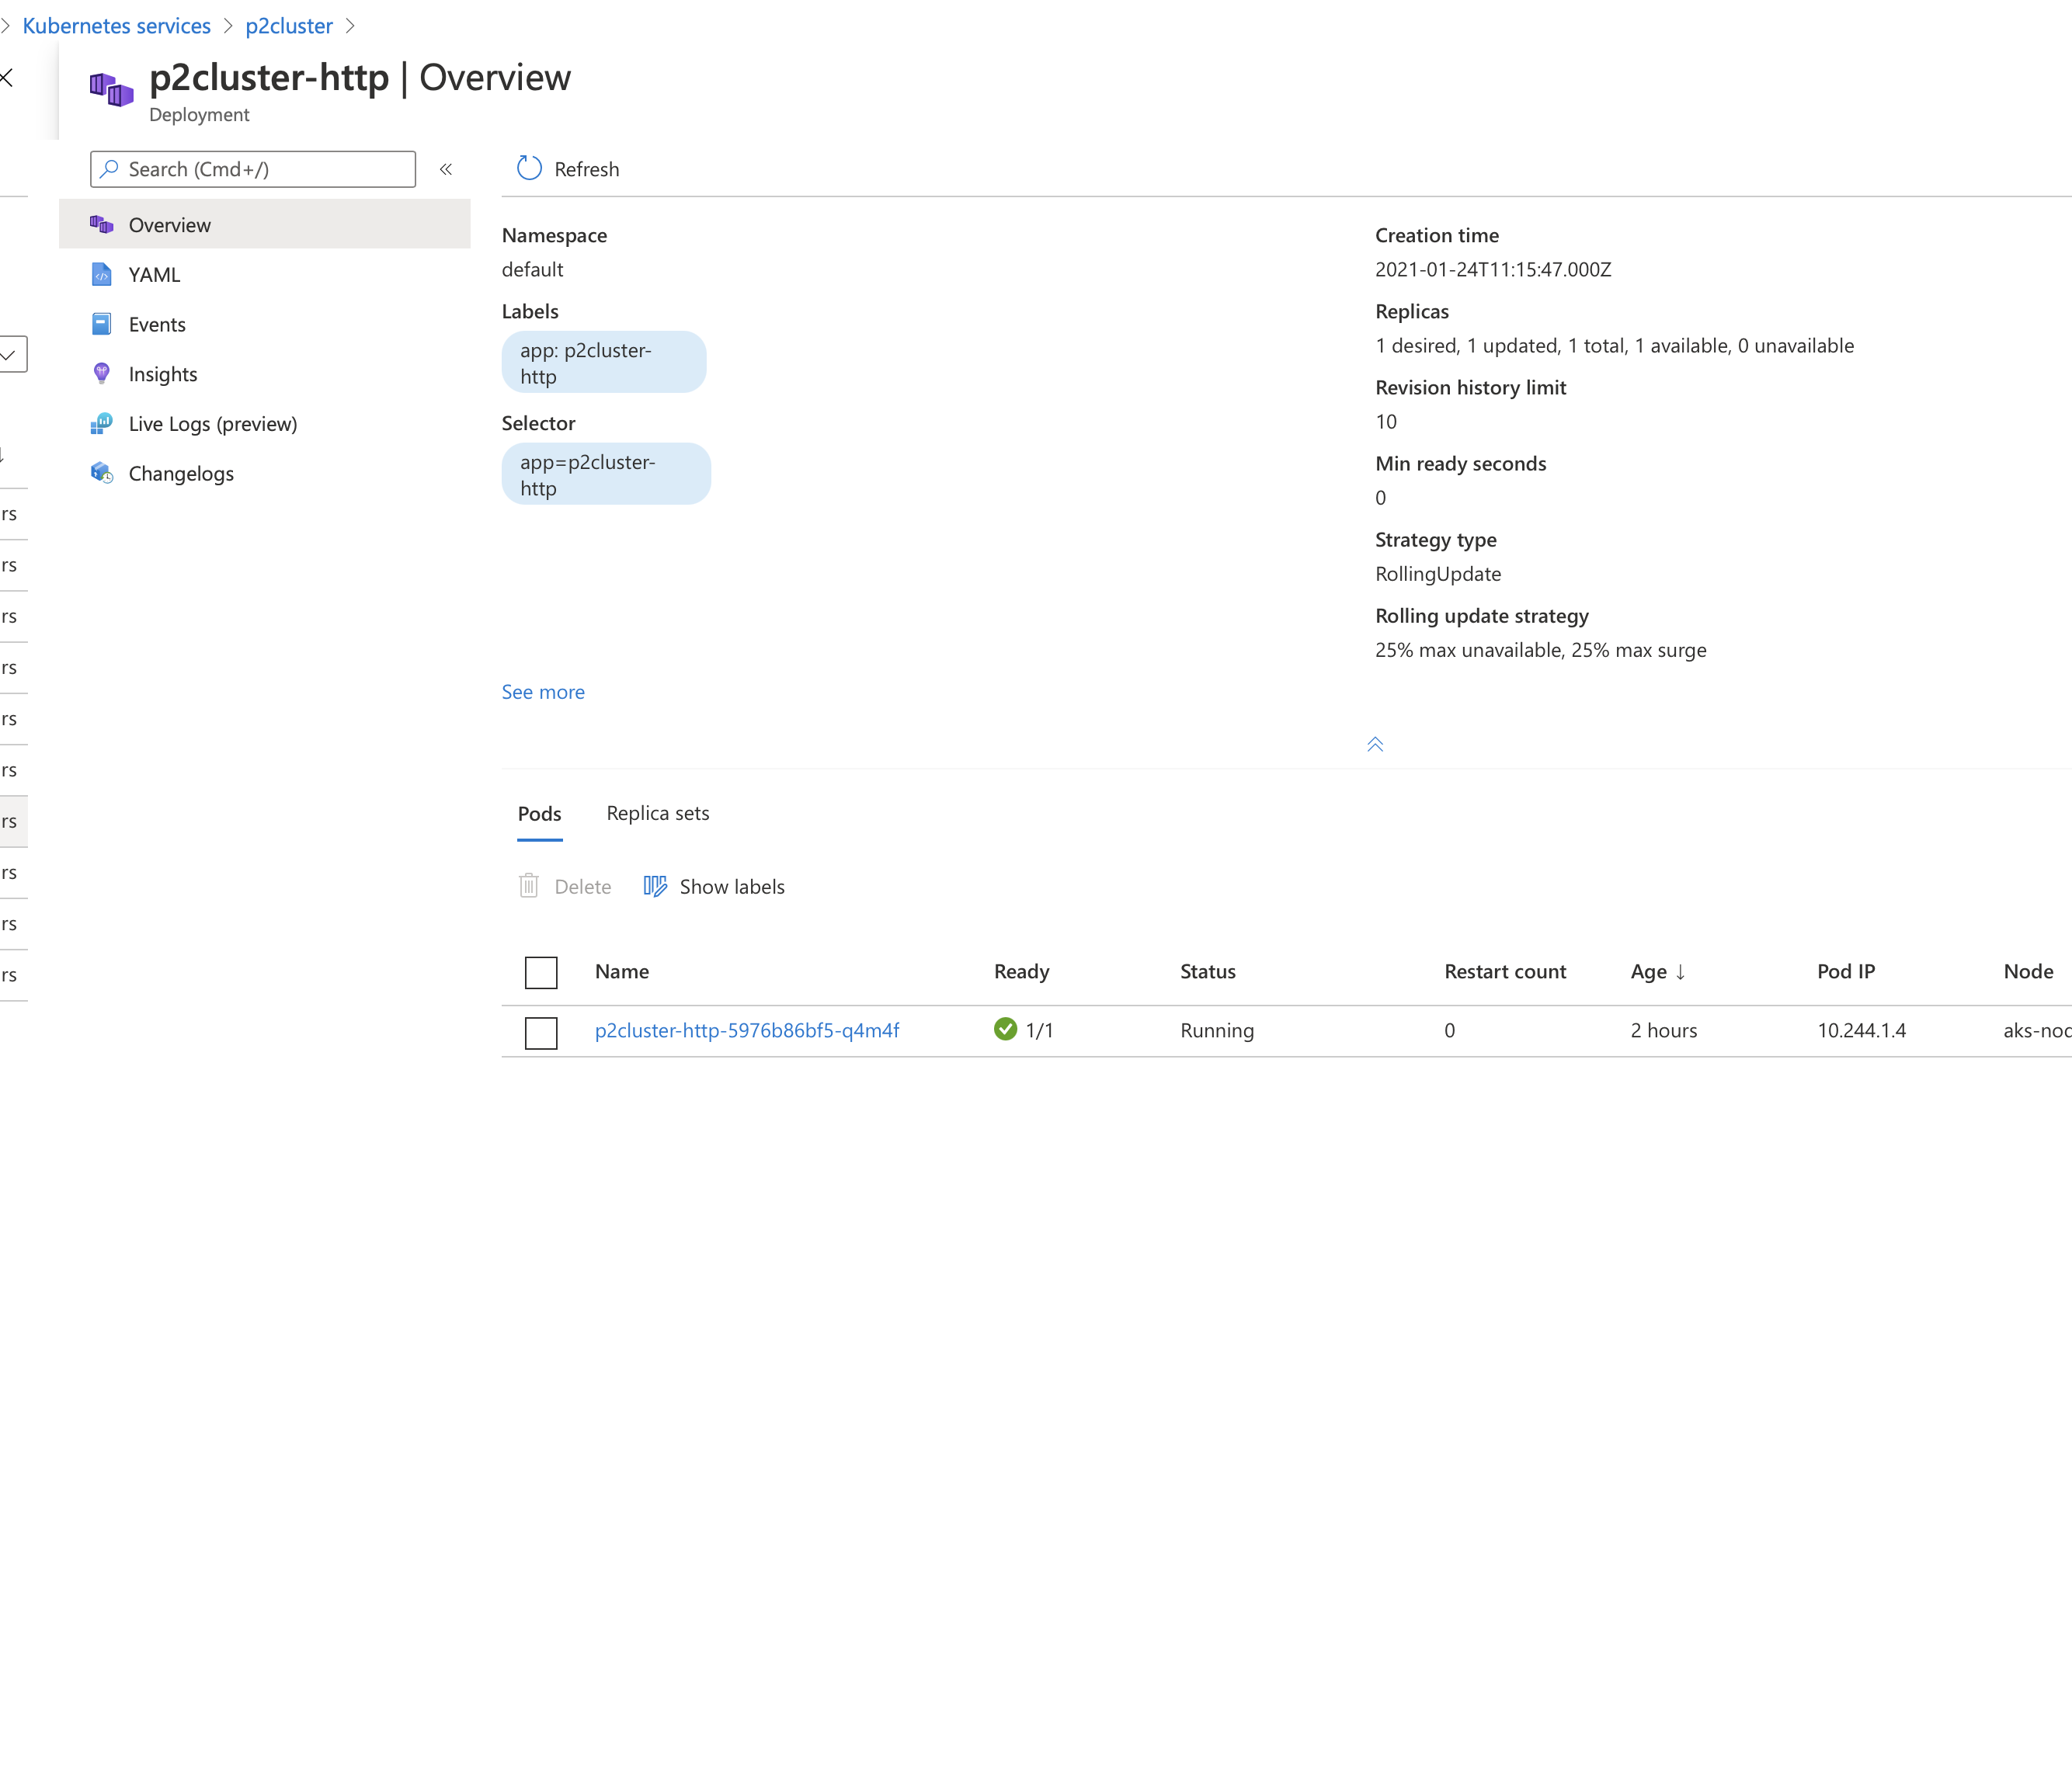 Kubernetes services > p2cluster >
p2cluster-http | Overview
Deployment
Search (Cmd+/)
«
Refresh
Overview
YAML
Events
Insights
Live Logs (preview)
Changelogs
Namespace
default
Labels
app: p2cluster-
http
Selector
app=p2cluster-
http
See more
Creation time
2021-01-24T11:15:47.000Z
Replicas
1 desired, 1 updated, 1 total, 1 available, 0 unavailable
Revision history limit
10
Min ready seconds
0
Strategy type
RollingUpdate
Rolling update strategy
25% max unavailable, 25% max surge
rs
rs
rs
rs
rs
rs
rs
rs
rs
rs
Pods Replica sets
Delete Show labels
Name Ready Status Restart count Age ↓ Pod IP Node
p2cluster-http-5976b86bf5-q4m4f 1/1 Running 0 2 hours 10.244.1.4 aks-noc